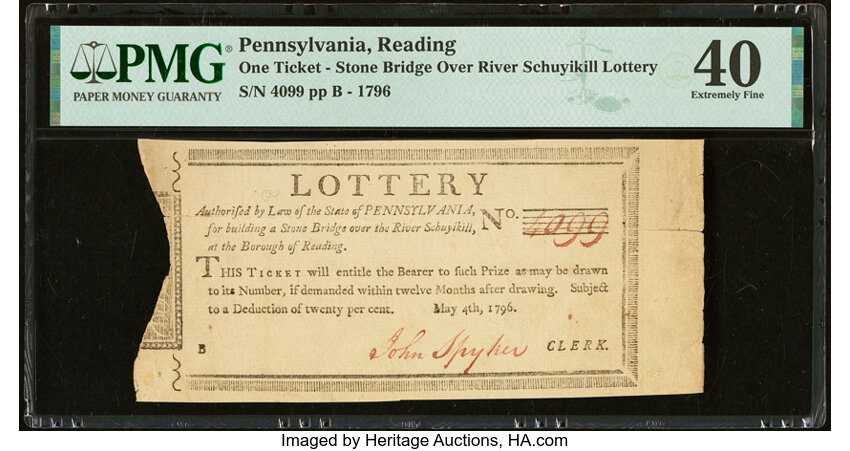 PMG®
PAPER MONEY GUARANTY
Pennsylvania, Reading
One Ticket - Stone Bridge Over River Schuyikill Lottery
S/N 4099 pp B - 1796
40
Extremely Fine
LOTTERY
Authoriſed by Law of the State of PENNSYLVANIA,
for building a Stone Bridge over the River Schuylkill,
at the Borough of Reading.
No. 4099
THIS TICKET will entitle the Bearer to ſuch Prize as may be drawn
to its Number, if demanded within twelve Months after drawing. Subject
to a Deduction of twenty per cent. May 4th, 1796.
B John Spyker CLERK.
Imaged by Heritage Auctions, HA.com